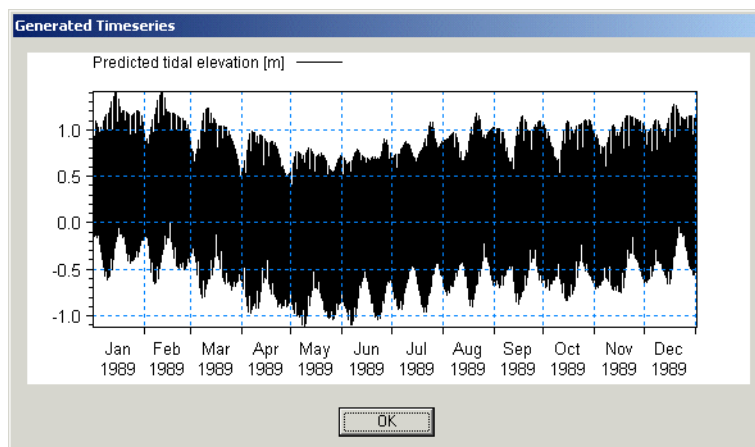 Generated Timeseries
Predicted tidal elevation [m]
1.0
0.5
0.0
-0.5
-1.0
Jan Feb Mar Apr May Jun Jul Aug Sep Oct Nov Dec
1989 1989 1989 1989 1989 1989 1989 1989 1989 1989 1989 1989
OK